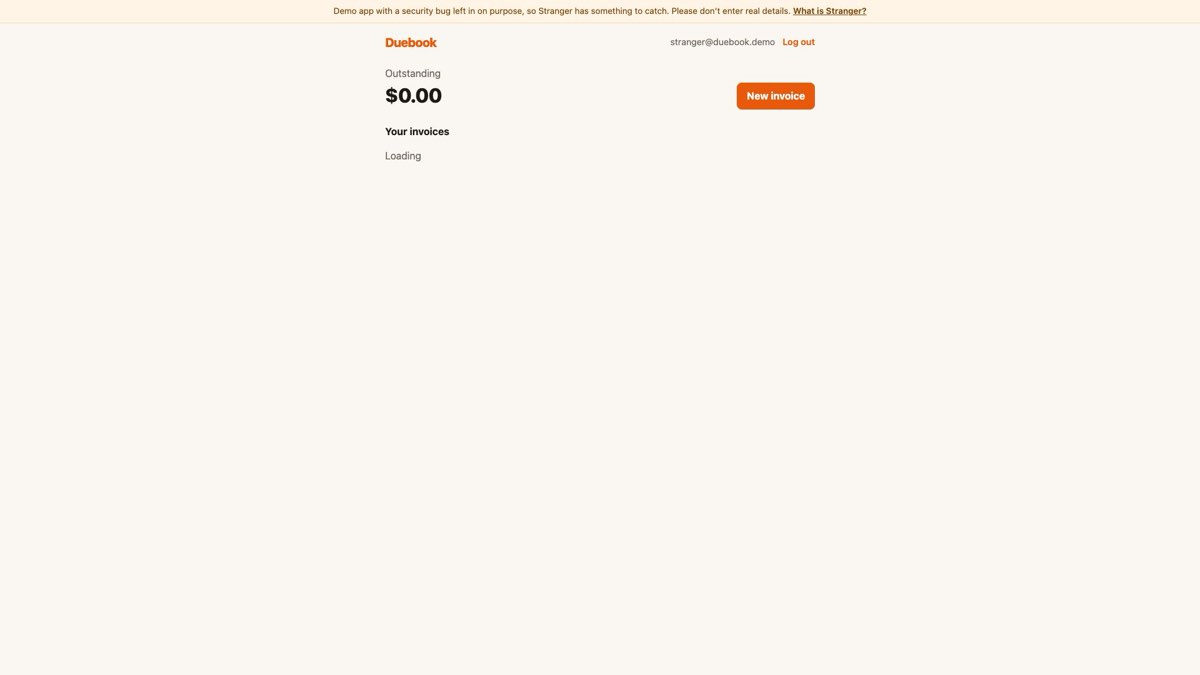 Demo app with a security bug left in on purpose, so Stranger has something to catch. Please don't enter real details. What is Stranger?
Duebook
stranger@duebook.demo Log out
Outstanding
$0.00
New invoice
Your invoices
Loading